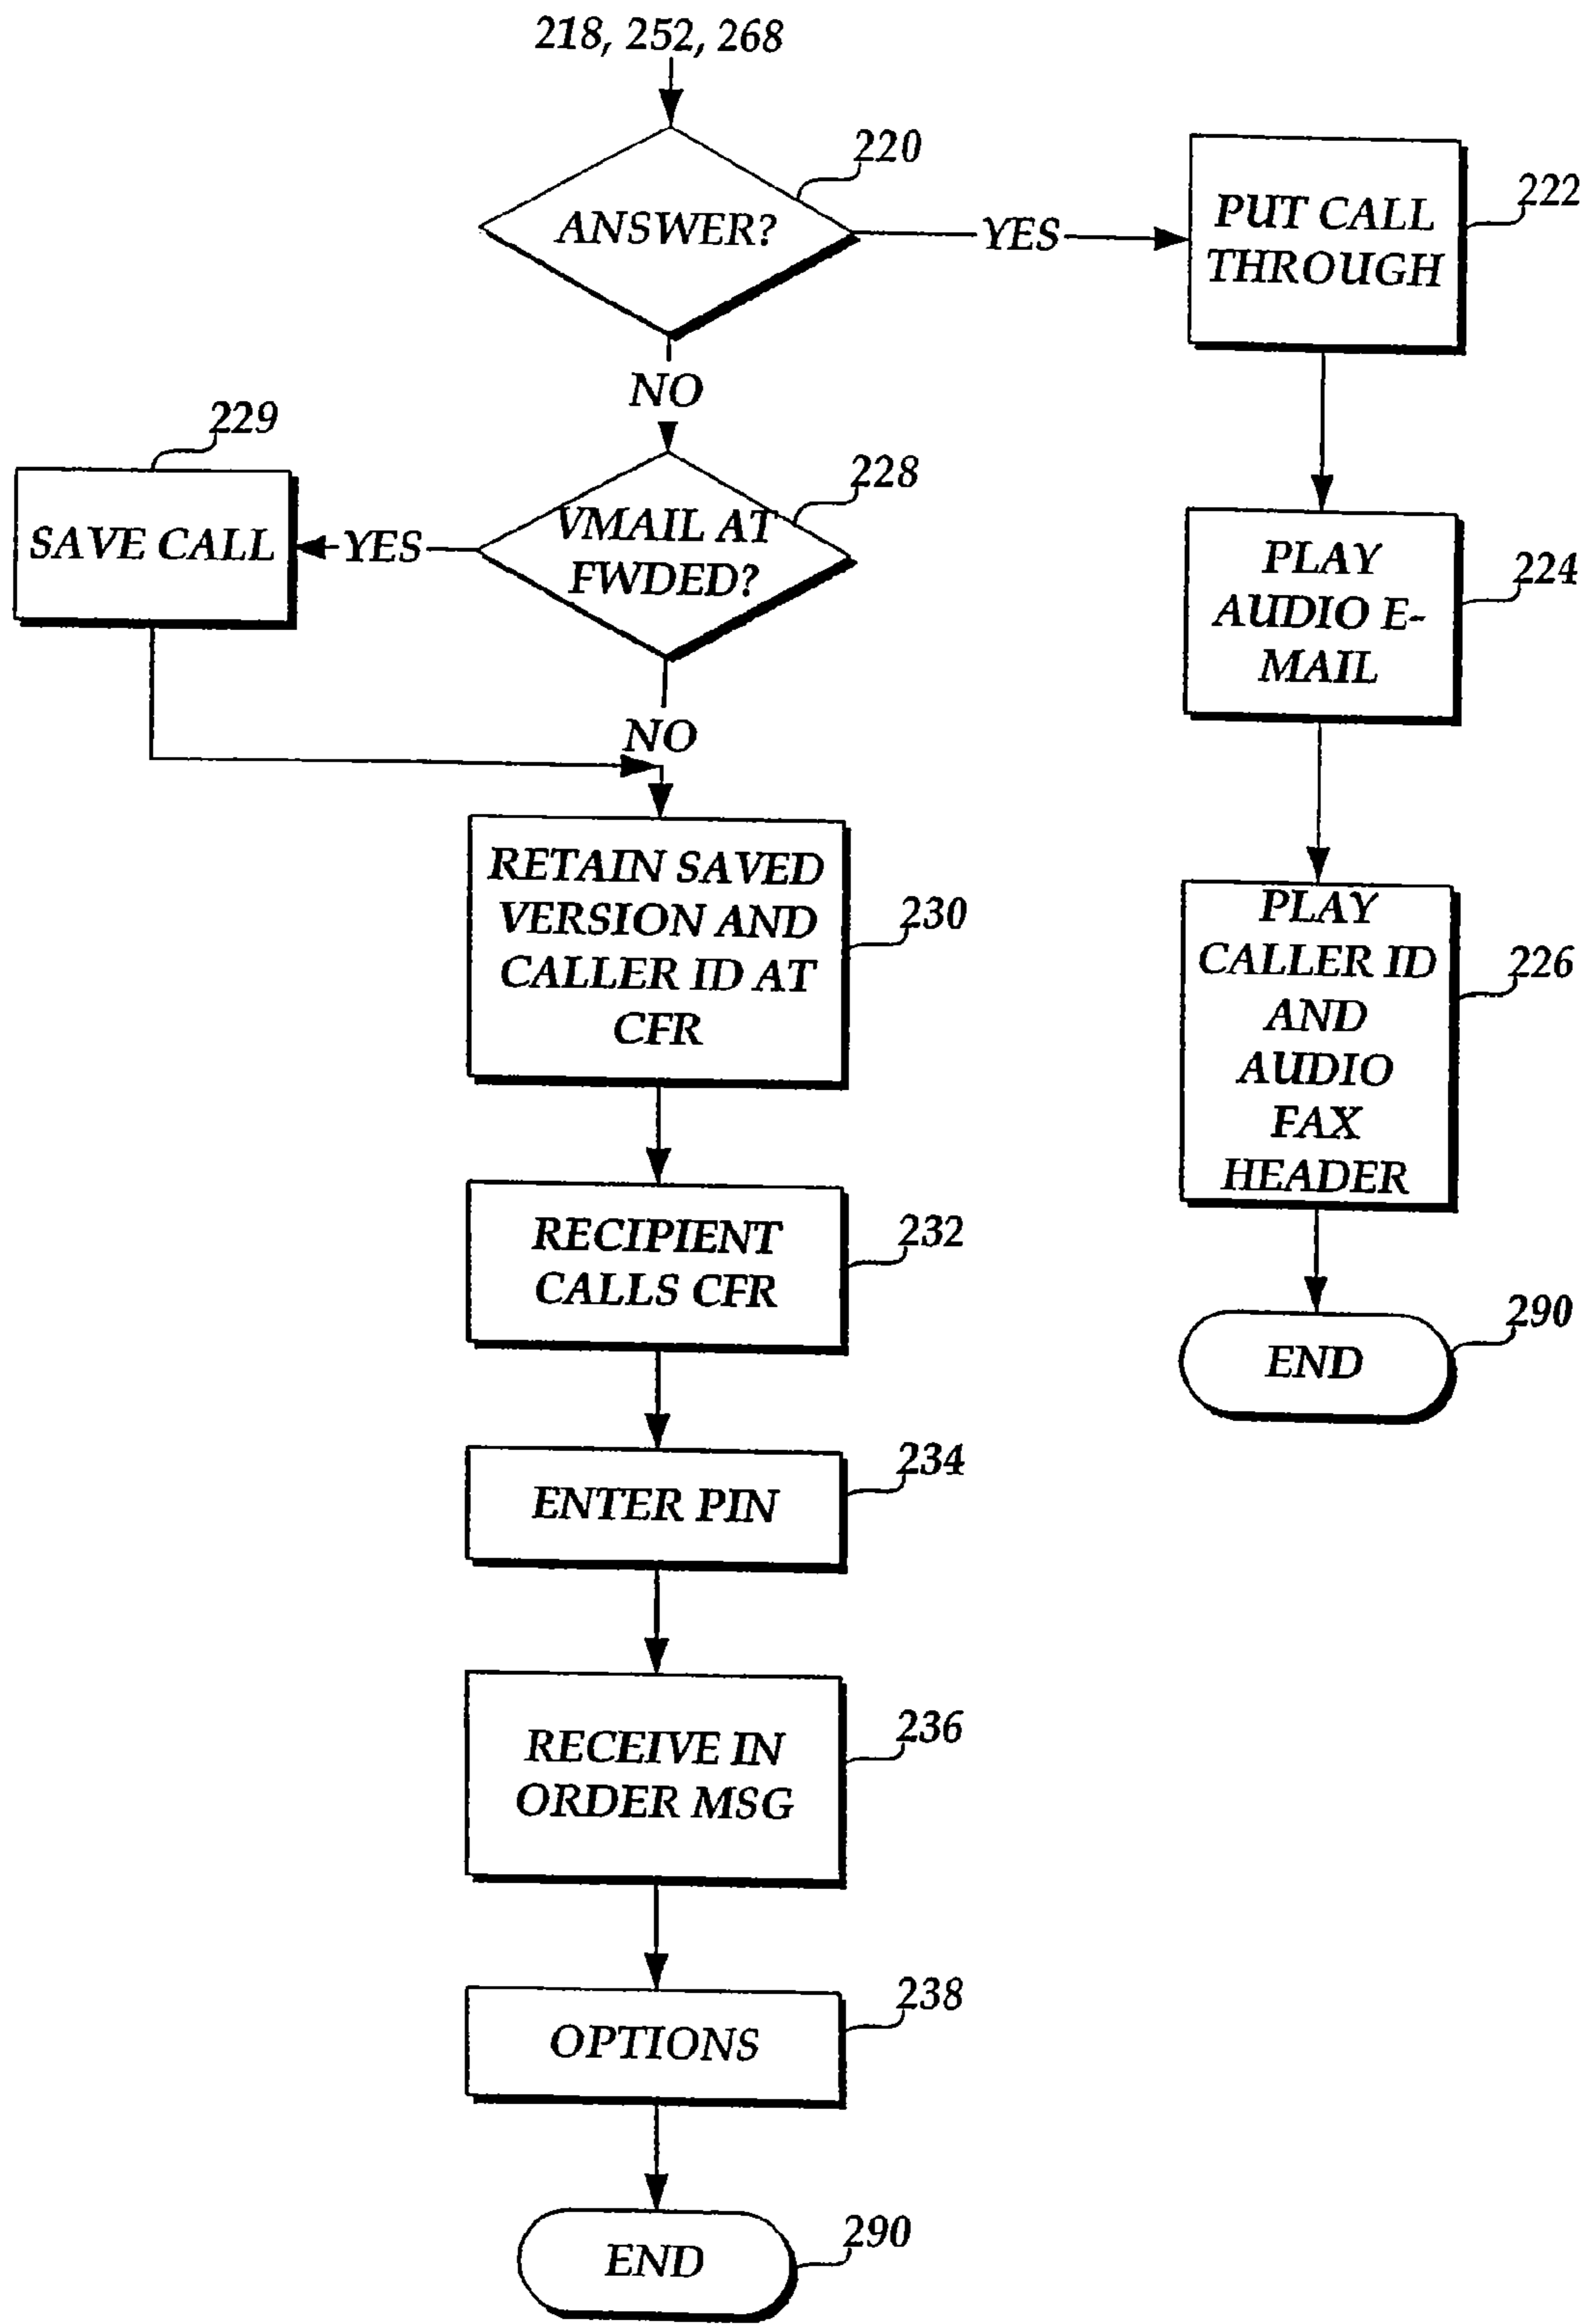 218, 252, 268
220
ANSWER?
YES
PUT CALL
THROUGH
222
NO
229
SAVE CALL
YES
228
VMAIL AT
FWDED?
NO
PLAY
AUDIO E-
MAIL
224
RETAIN SAVED
VERSION AND
CALLER ID AT
CFR
230
PLAY
CALLER ID
AND
AUDIO
FAX
HEADER
226
RECIPIENT
CALLS CFR
232
END
290
ENTER PIN
234
RECEIVE IN
ORDER MSG
236
OPTIONS
238
END
290